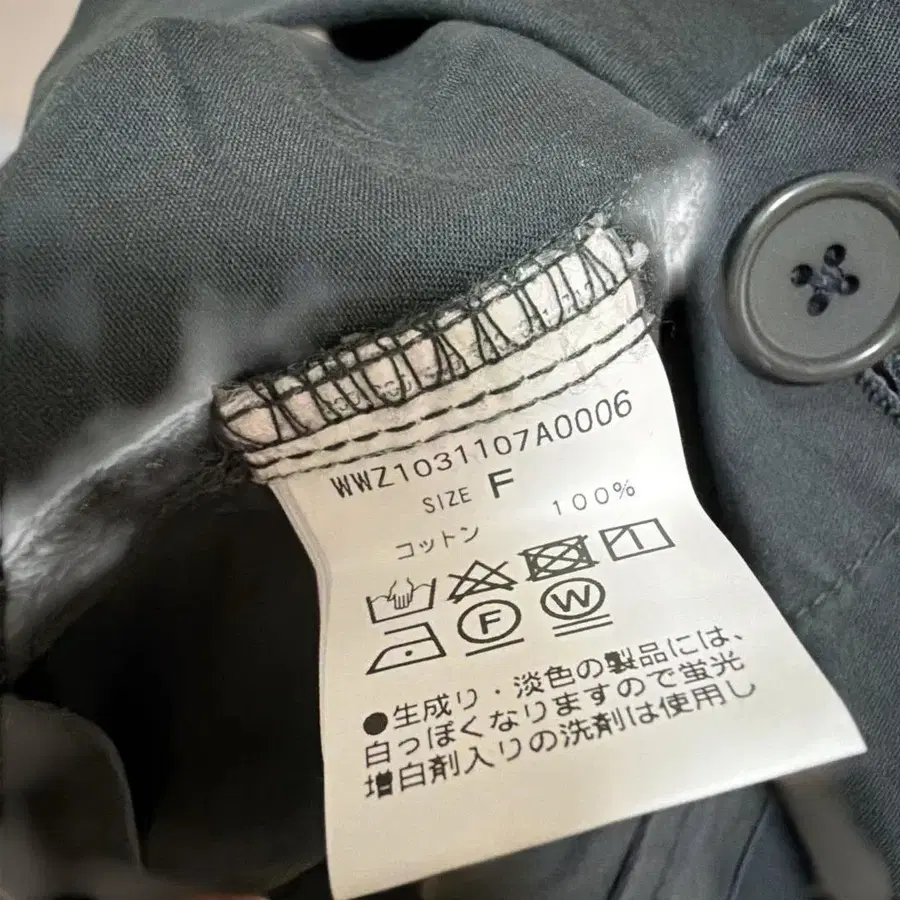 WWZ1031107A0006
SIZE F
コットン 100%
F W
●生成り・淡色の製品には、
白っぽくなりますので蛍光
増白剤入りの洗剤は使用し